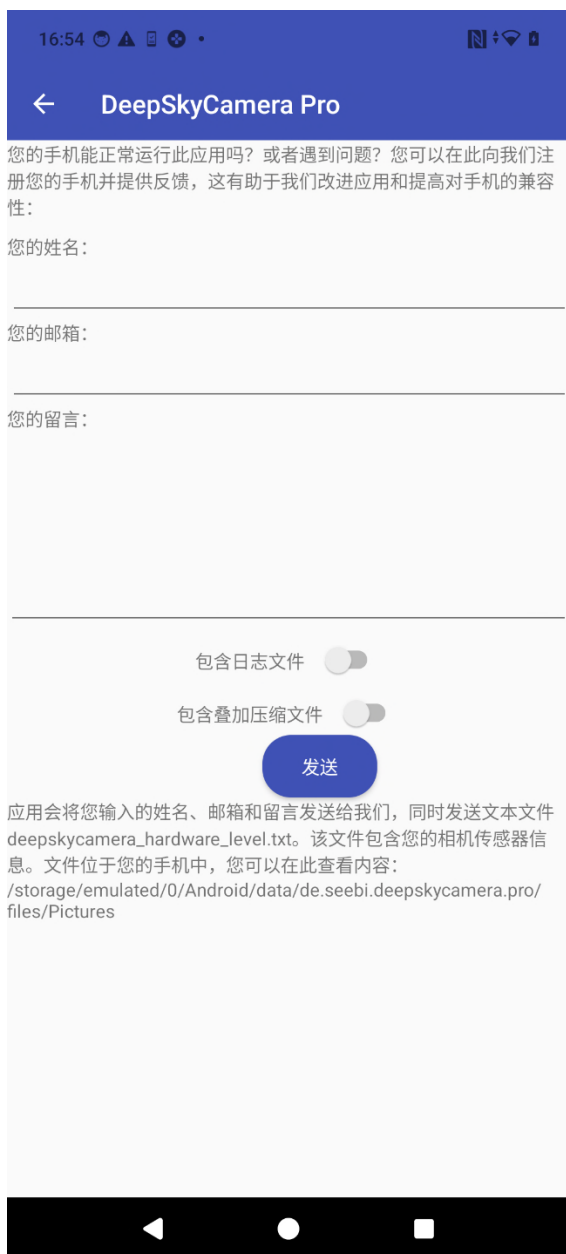 16:54
DeepSkyCamera Pro
您的手机能正常运行此应用吗？或者遇到问题？您可以在此向我们注
册您的手机并提供反馈，这有助于我们改进应用和提高对手机的兼容
性：
您的姓名：
您的邮箱：
您的留言：
包含日志文件
包含叠加压缩文件
发送
应用会将您输入的姓名、邮箱和留言发送给我们，同时发送文本文件
deepskycamera_hardware_level.txt。该文件包含您的相机传感器信
息。文件位于您的手机中，您可以在此查看内容：
/storage/emulated/0/Android/data/de.seebi.deepskycamera.pro/
files/Pictures